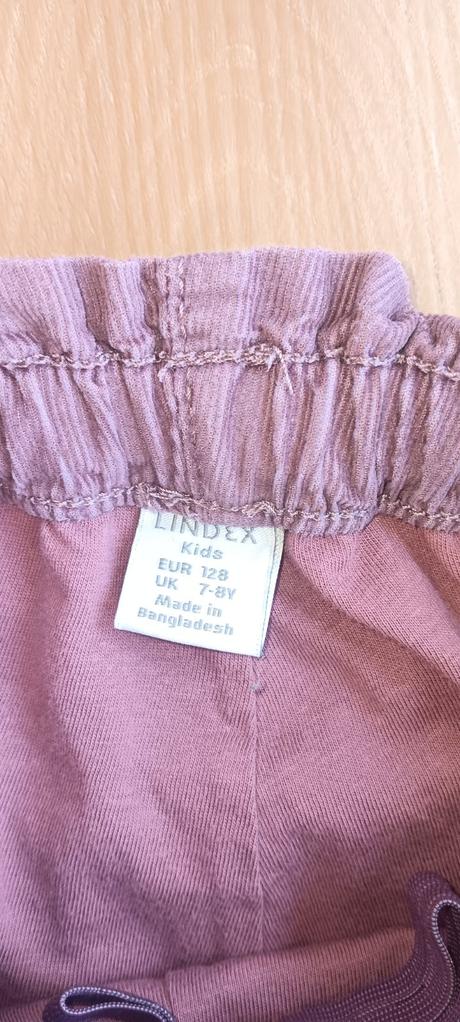 LINDEX
Kids
EUR 128
UK 7-8Y
Made in
Bangladesh